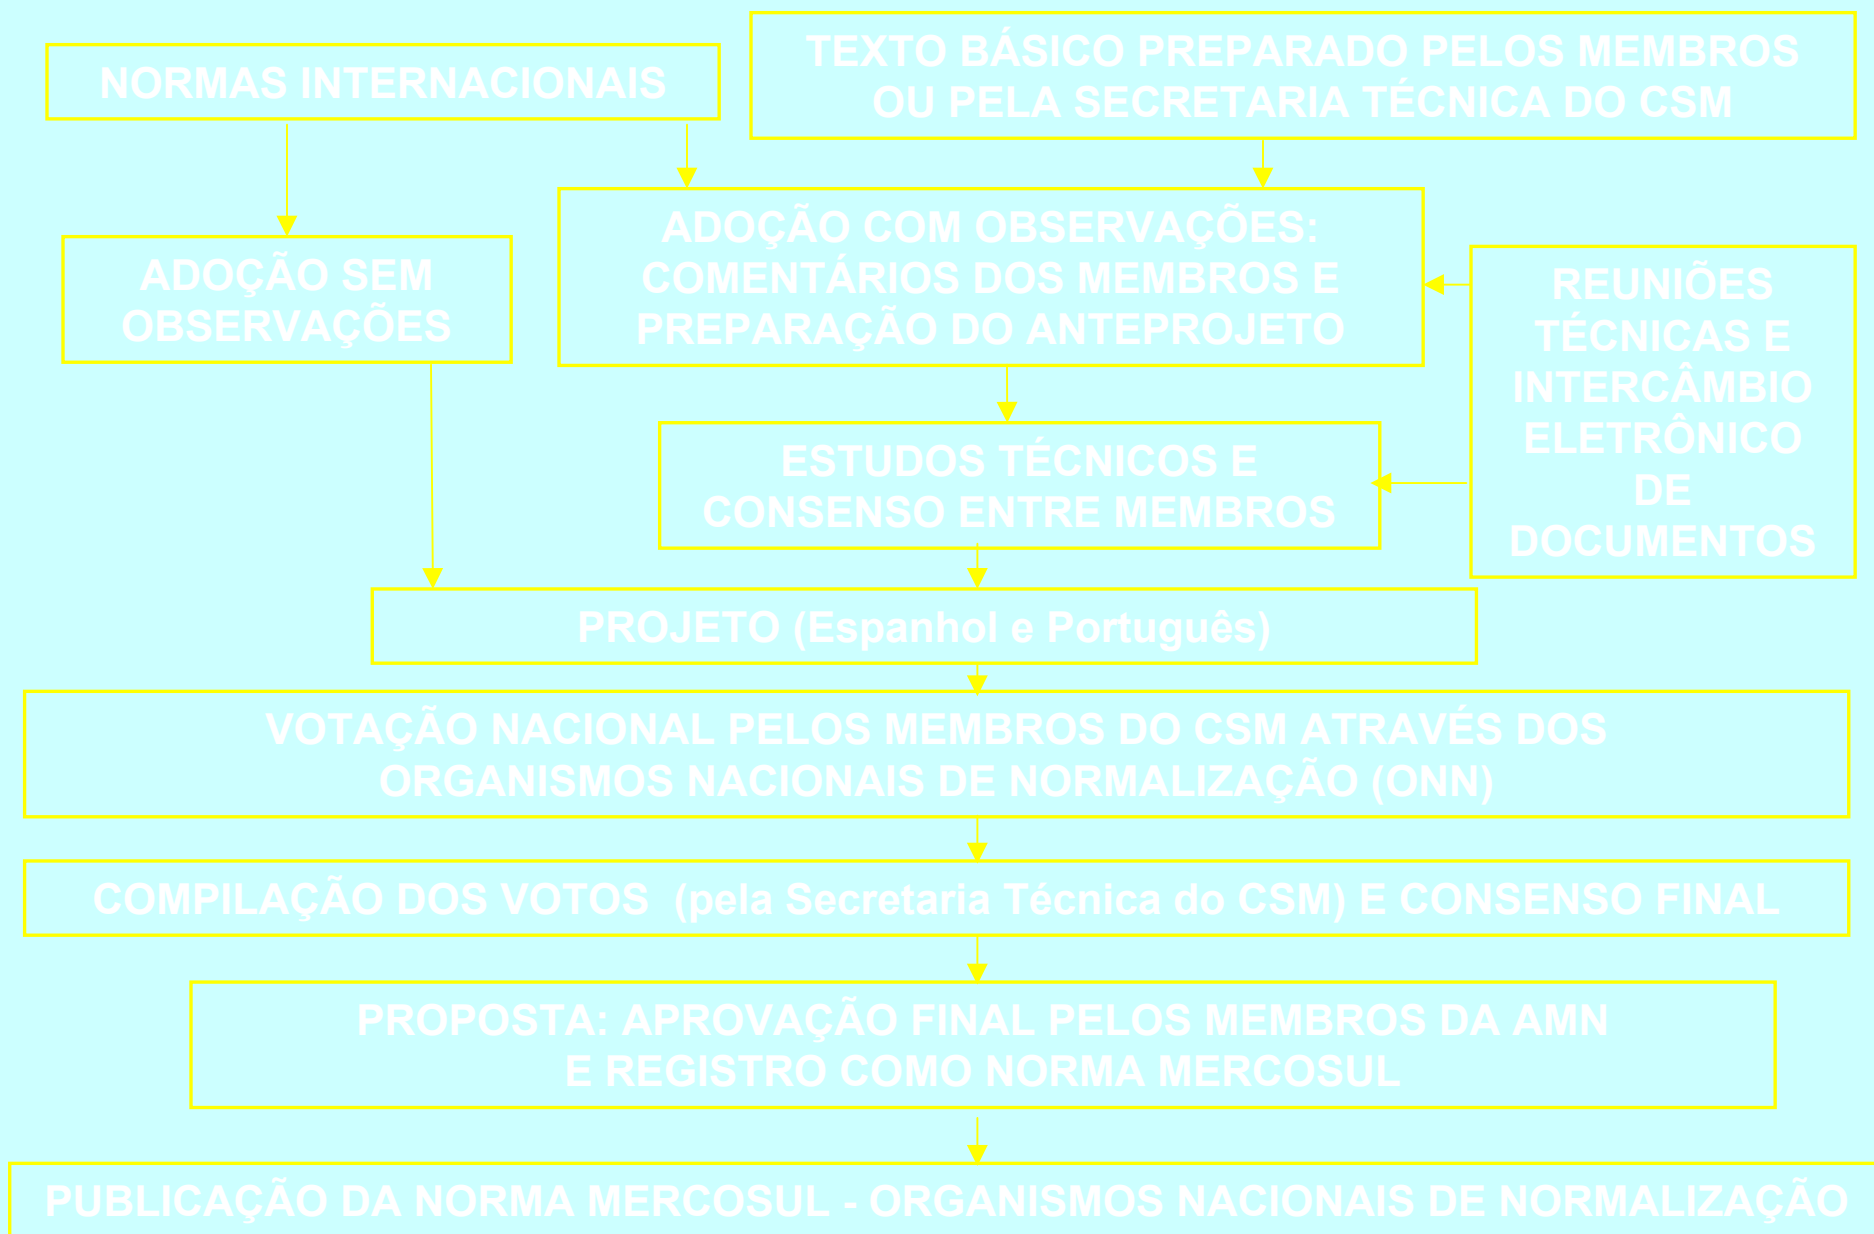 NORMAS INTERNACIONAIS
TEXTO BÁSICO PREPARADO PELOS MEMBROS
OU PELA SECRETARIA TÉCNICA DO CSM
ADOÇÃO SEM
OBSERVAÇÕES
ADOÇÃO COM OBSERVAÇÕES:
COMENTÁRIOS DOS MEMBROS E
PREPARAÇÃO DO ANTEPROJETO
REUNIÕES
TÉCNICAS E
INTERCÂMBIO
ELETRÔNICO
DE
DOCUMENTOS
ESTUDOS TÉCNICOS E
CONSENSO ENTRE MEMBROS
PROJETO (Espanhol e Português)
VOTAÇÃO NACIONAL PELOS MEMBROS DO CSM ATRAVÉS DOS
ORGANISMOS NACIONAIS DE NORMALIZAÇÃO (ONN)
COMPILAÇÃO DOS VOTOS (pela Secretaria Técnica do CSM) E CONSENSO FINAL
PROPOSTA: APROVAÇÃO FINAL PELOS MEMBROS DA AMN
E REGISTRO COMO NORMA MERCOSUL
PUBLICAÇÃO DA NORMA MERCOSUL - ORGANISMOS NACIONAIS DE NORMALIZAÇÃO